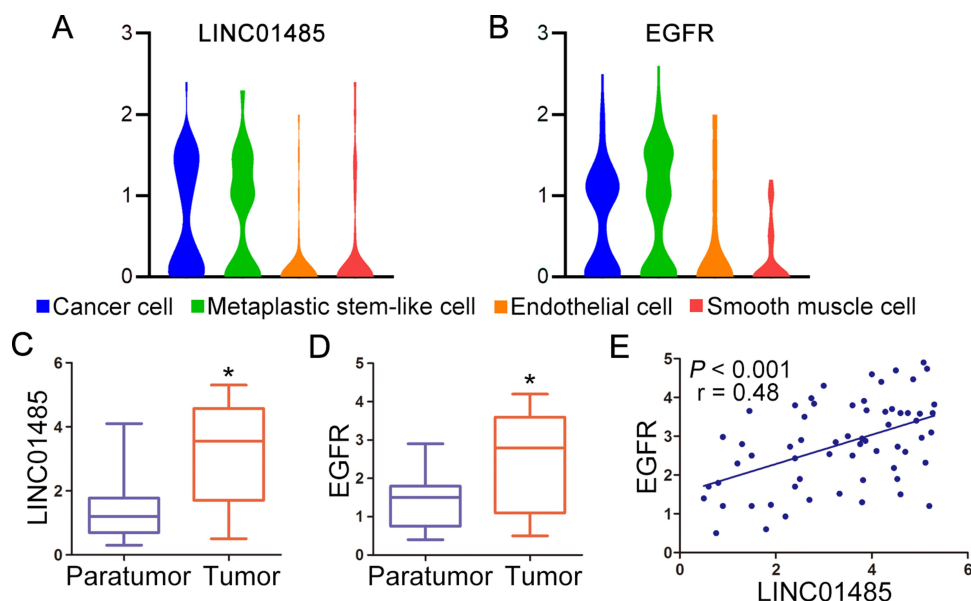 A
LINC01485
3
2
1
0
B
EGFR
3
2
1
0
Cancer cell
Metaplastic stem-like cell
Endothelial cell
Smooth muscle cell
C
LINC01485
6
4
2
0
*
Paratumor
Tumor
D
EGFR
5
4
3
2
1
0
*
Paratumor
Tumor
E
EGFR
5
4
3
2
1
0
P < 0.001
r = 0.48
0
2
4
6
LINC01485